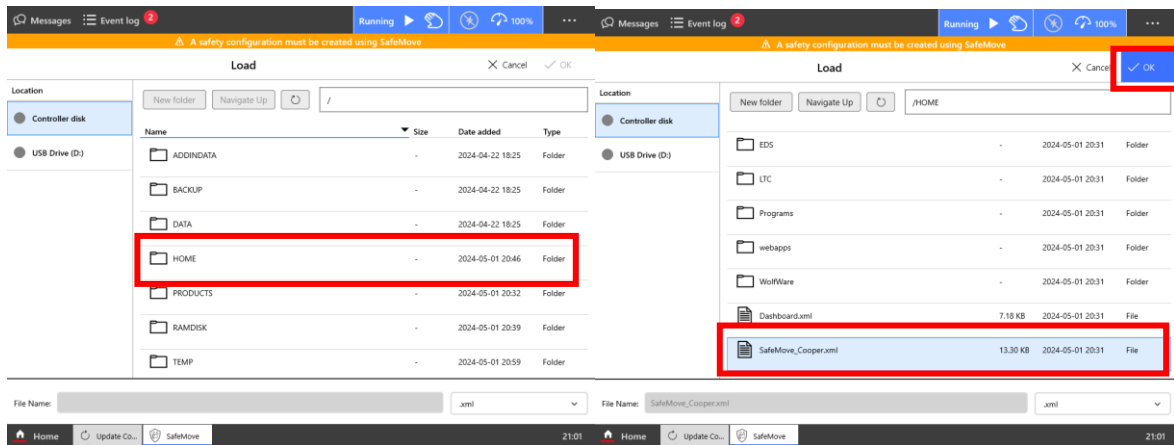 Messages Event log 2 Running 100% ...
A safety configuration must be created using SafeMove
Load Cancel OK
Location
Controller disk
USB Drive (D:)
New folder Navigate Up /
Name Size Date added Type
ADDINDATA - 2024-04-22 18:25 Folder
BACKUP - 2024-04-22 18:25 Folder
DATA - 2024-04-22 18:25 Folder
HOME - 2024-05-01 20:46 Folder
PRODUCTS - 2024-05-01 20:32 Folder
RAMDISK - 2024-05-01 20:39 Folder
TEMP - 2024-05-01 20:59 Folder
File Name: .xml
Home Update Co... SafeMove 21:01
Messages Event log 2 Running 100% ...
A safety configuration must be created using SafeMove
Load Cancel OK
Location
Controller disk
USB Drive (D:)
New folder Navigate Up /HOME
EDS - 2024-05-01 20:31 Folder
LTC - 2024-05-01 20:31 Folder
Programs - 2024-05-01 20:31 Folder
webapps - 2024-05-01 20:31 Folder
WolfWare - 2024-05-01 20:31 Folder
Dashboard.xml 7.18 KB 2024-05-01 20:31 File
SafeMove_Cooper.xml 13.30 KB 2024-05-01 20:31 File
File Name: SafeMove_Cooper.xml .xml
Home Update Co... SafeMove 21:01